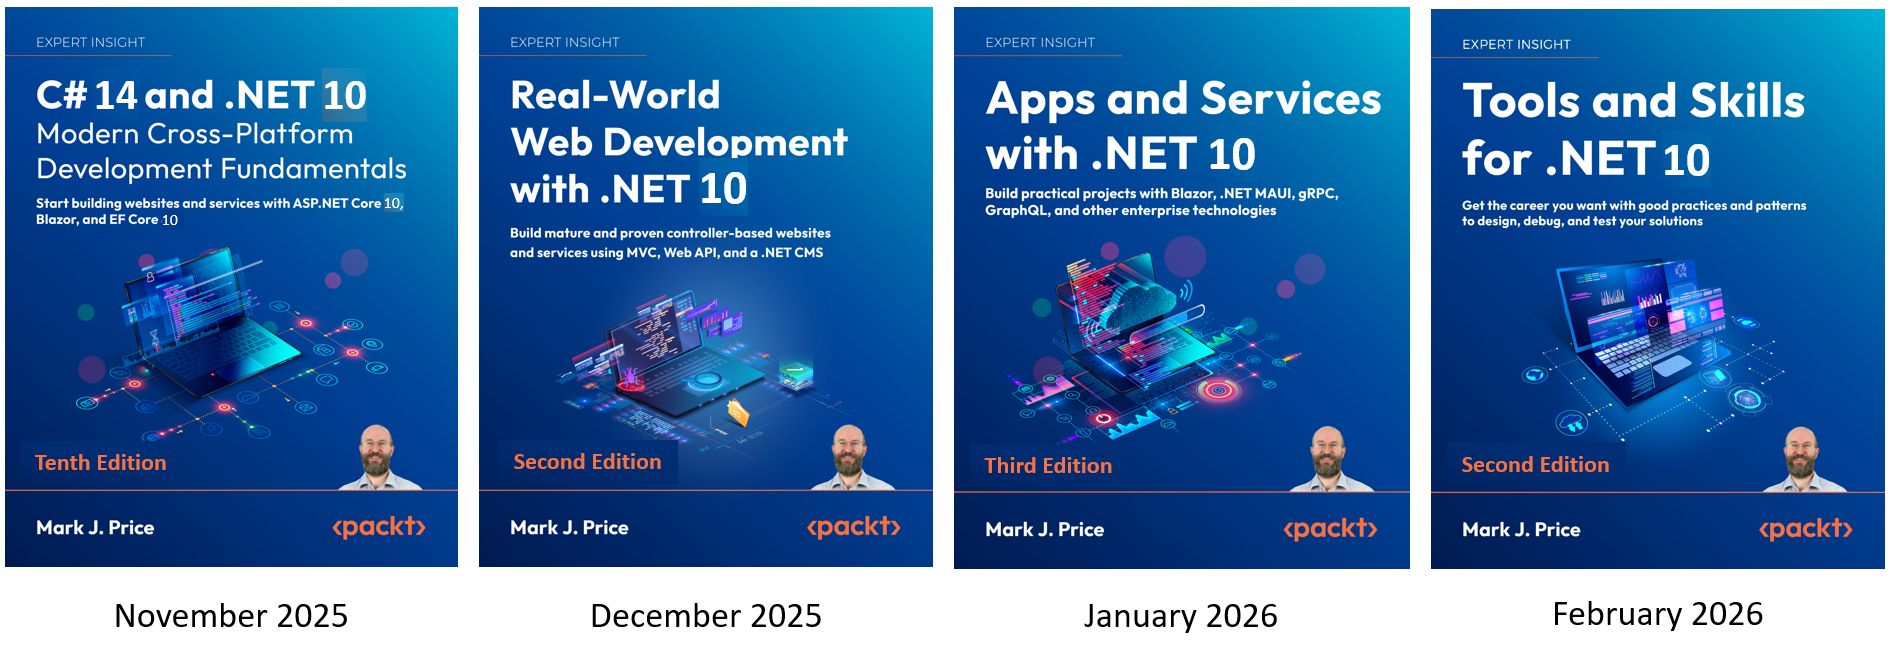 EXPERT INSIGHT
C# 14 and .NET 10
Modern Cross-Platform
Development Fundamentals
Start building websites and services with ASP.NET Core 10,
Blazor, and EF Core 10
Tenth Edition
Mark J. Price
<packt>
November 2025
EXPERT INSIGHT
Real-World
Web Development
with .NET 10
Build mature and proven controller-based websites
and services using MVC, Web API, and a .NET CMS
Second Edition
Mark J. Price
<packt>
December 2025
EXPERT INSIGHT
Apps and Services
with .NET 10
Build practical projects with Blazor, .NET MAUI, gRPC,
GraphQL, and other enterprise technologies
Third Edition
Mark J. Price
<packt>
January 2026
EXPERT INSIGHT
Tools and Skills
for .NET 10
Get the career you want with good practices and patterns
to design, debug, and test your solutions
Second Edition
Mark J. Price
<packt>
February 2026